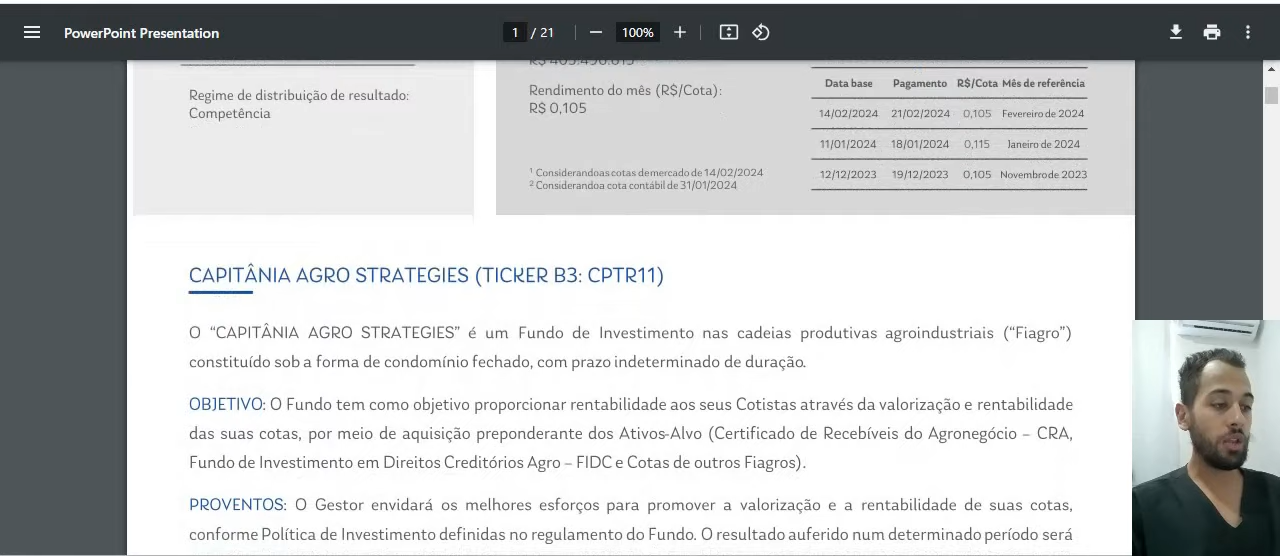 PowerPoint Presentation
1 / 21
100%
R$ 405.490.615
Regime de distribuição de resultado:
Competência
Rendimento do mês (R$/Cota):
R$ 0,105
¹ Considerandoas cotas demercado de 14/02/2024
² Considerandoa cota contábil de 31/01/2024
Data base Pagamento R$/Cota Mês de referência
14/02/2024 21/02/2024 0,105 Fevereiro de 2024
11/01/2024 18/01/2024 0,115 Janeiro de 2024
12/12/2023 19/12/2023 0,105 Novembrode 2023
CAPITÂNIA AGRO STRATEGIES (TICKER B3: CPTR11)
O “CAPITÂNIA AGRO STRATEGIES” é um Fundo de Investimento nas cadeias produtivas agroindustriais (“Fiagro”)
constituído sob a forma de condomínio fechado, com prazo indeterminado de duração.
OBJETIVO: O Fundo tem como objetivo proporcionar rentabilidade aos seus Cotistas através da valorização e rentabilidade
das suas cotas, por meio de aquisição preponderante dos Ativos-Alvo (Certificado de Recebíveis do Agronegócio – CRA,
Fundo de Investimento em Direitos Creditórios Agro – FIDC e Cotas de outros Fiagros).
PROVENTOS: O Gestor envidará os melhores esforços para promover a valorização e a rentabilidade de suas cotas,
conforme Política de Investimento definidas no regulamento do Fundo. O resultado auferido num determinado período será